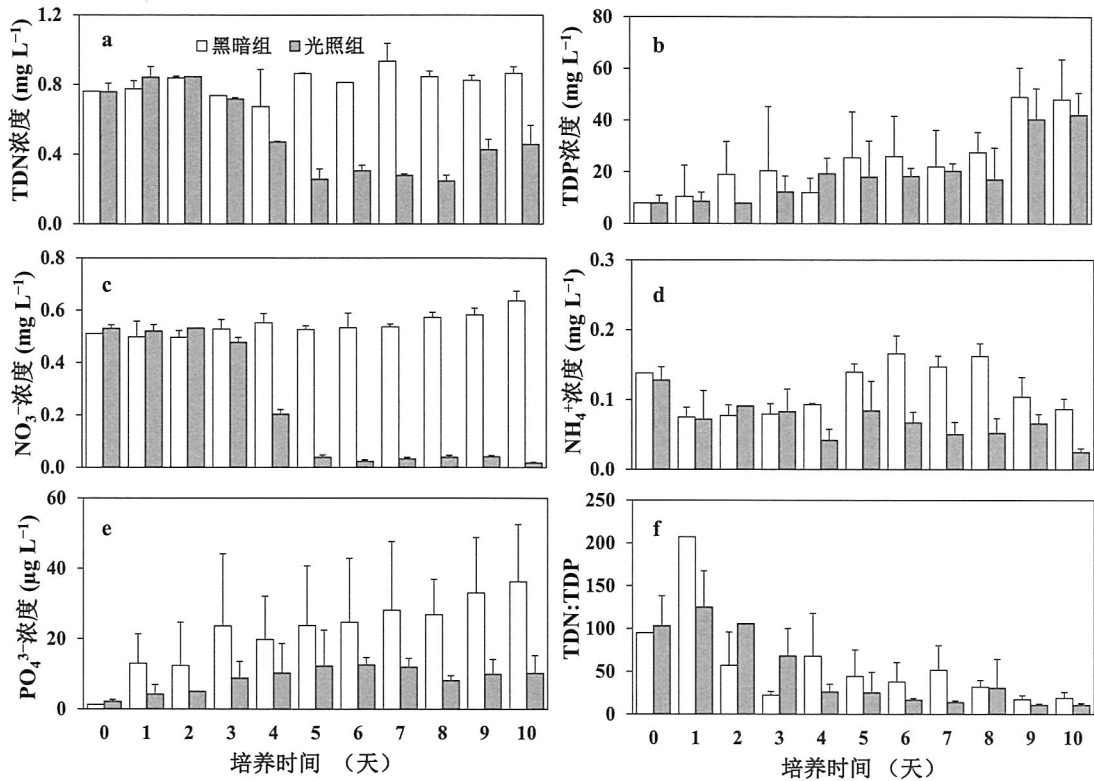 a
黑暗组 光照组
TDN浓度 (mg L⁻¹)
1.2
0.8
0.4
0.0
b
TDP浓度 (mg L⁻¹)
80
60
40
20
0
c
NO₃⁻浓度 (mg L⁻¹)
0.8
0.6
0.4
0.2
0.0
d
NH₄⁺浓度 (mg L⁻¹)
0.3
0.2
0.1
0.0
e
PO₄³⁻浓度 (μg L⁻¹)
60
40
20
0
0 1 2 3 4 5 6 7 8 9 10
培养时间 （天）
f
TDN:TDP
250
200
150
100
50
0
0 1 2 3 4 5 6 7 8 9 10
培养时间 （天）